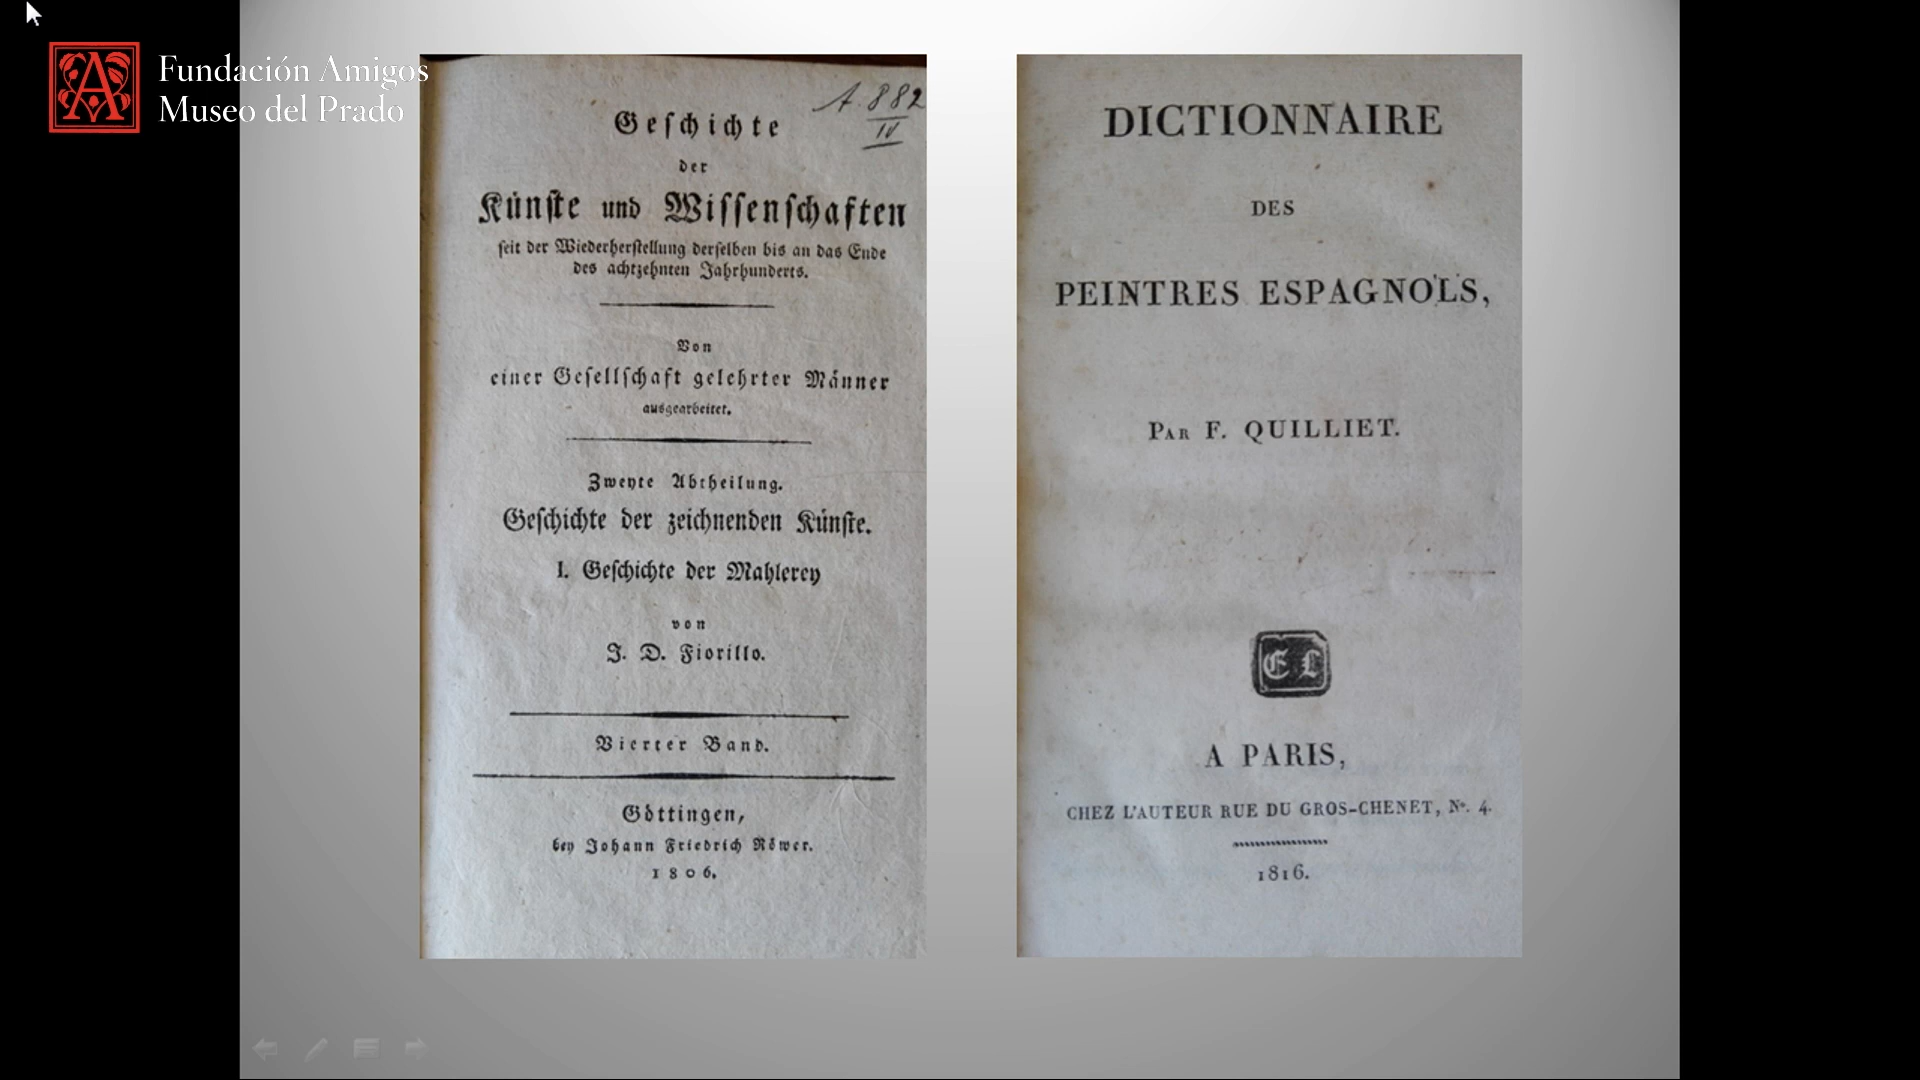 Fundación Amigos
Museo del Prado
A. 882
IV
Geſchichte
der
Künſte und Wiſſenſchaften
ſeit der Wiederherſtellung derſelben bis an das Ende
des achtzehnten Jahrhunderts.
Von
einer Geſellſchaft gelehrter Männer
ausgearbeitet.
Zweyte Abtheilung.
Geſchichte der zeichnenden Künſte.
I. Geſchichte der Mahlerey
von
J. D. Fiorillo.
Vierter Band.
Göttingen,
bey Johann Friedrich Röwer.
1806.
DICTIONNAIRE
DES
PEINTRES ESPAGNOLS,
PAR F. QUILLIET.
E L
A PARIS,
CHEZ L'AUTEUR RUE DU GROS-CHENET, Nº. 4.
1816.